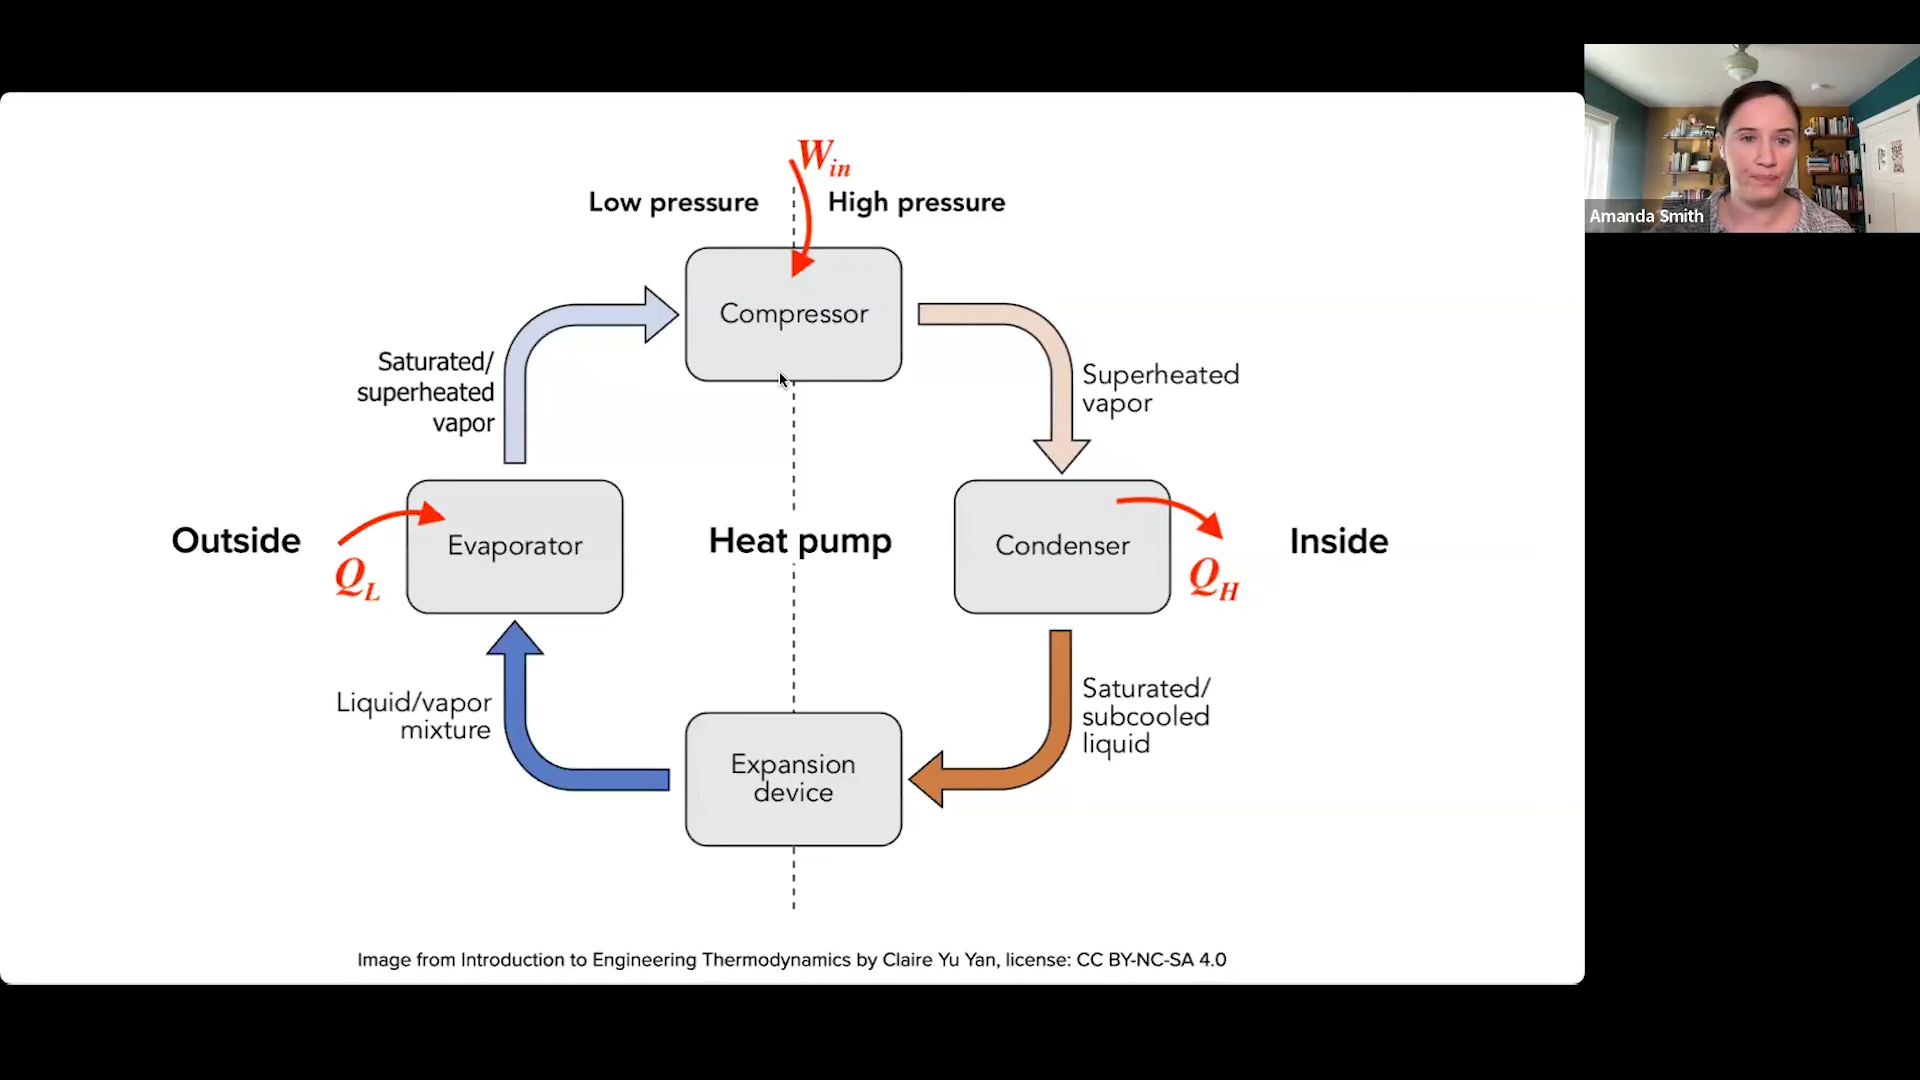 W_in
Low pressure
High pressure
Compressor
Saturated/
superheated
vapor
Superheated
vapor
Outside
Q_L
Evaporator
Heat pump
Condenser
Q_H
Inside
Liquid/vapor
mixture
Saturated/
subcooled
liquid
Expansion
device
Image from Introduction to Engineering Thermodynamics by Claire Yu Yan, license: CC BY-NC-SA 4.0
Amanda Smith